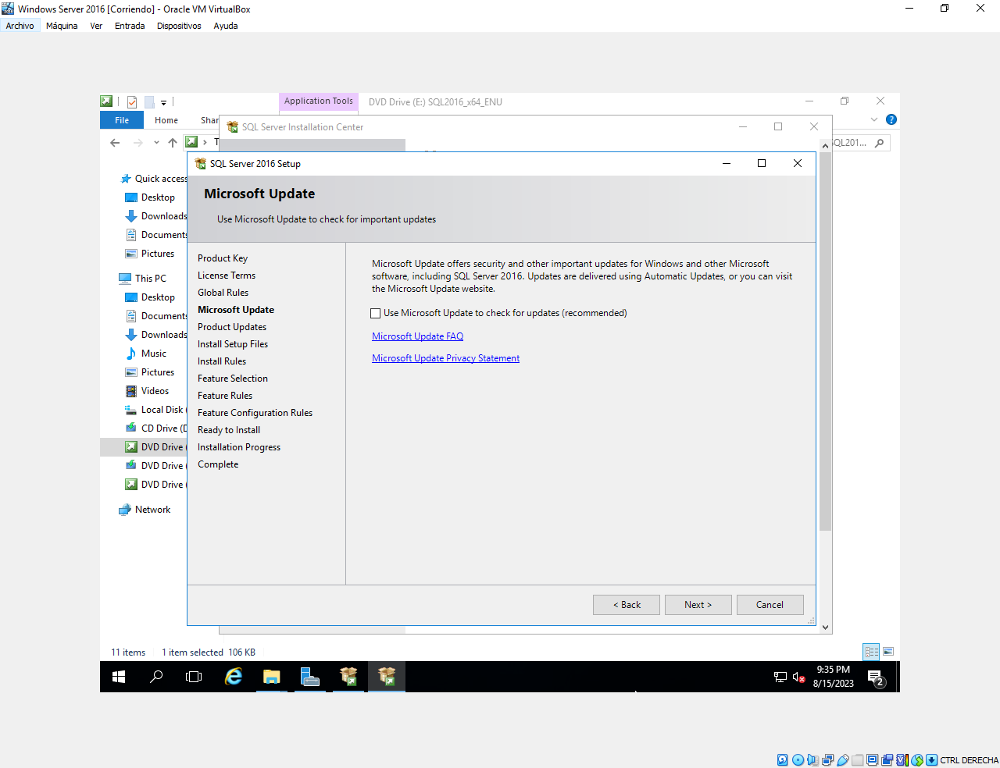 Windows Server 2016 [Corriendo] - Oracle VM VirtualBox
Archivo Máquina Ver Entrada Dispositivos Ayuda
Application Tools DVD Drive (E:) SQL2016_x64_ENU
File Home Shar
SQL Server Installation Center
SQL201...
SQL Server 2016 Setup
Microsoft Update
Use Microsoft Update to check for important updates
Quick access
Desktop
Downloads
Documents
Pictures
This PC
Desktop
Documents
Downloads
Music
Pictures
Videos
Local Disk (
CD Drive (D
DVD Drive (
DVD Drive (
DVD Drive (
Network
Product Key
License Terms
Global Rules
Microsoft Update
Product Updates
Install Setup Files
Install Rules
Feature Selection
Feature Rules
Feature Configuration Rules
Ready to Install
Installation Progress
Complete
Microsoft Update offers security and other important updates for Windows and other Microsoft
software, including SQL Server 2016. Updates are delivered using Automatic Updates, or you can visit
the Microsoft Update website.
Use Microsoft Update to check for updates (recommended)
Microsoft Update FAQ
Microsoft Update Privacy Statement
< Back Next > Cancel
11 items 1 item selected 106 KB
9:35 PM
8/15/2023
2
CTRL DERECHA